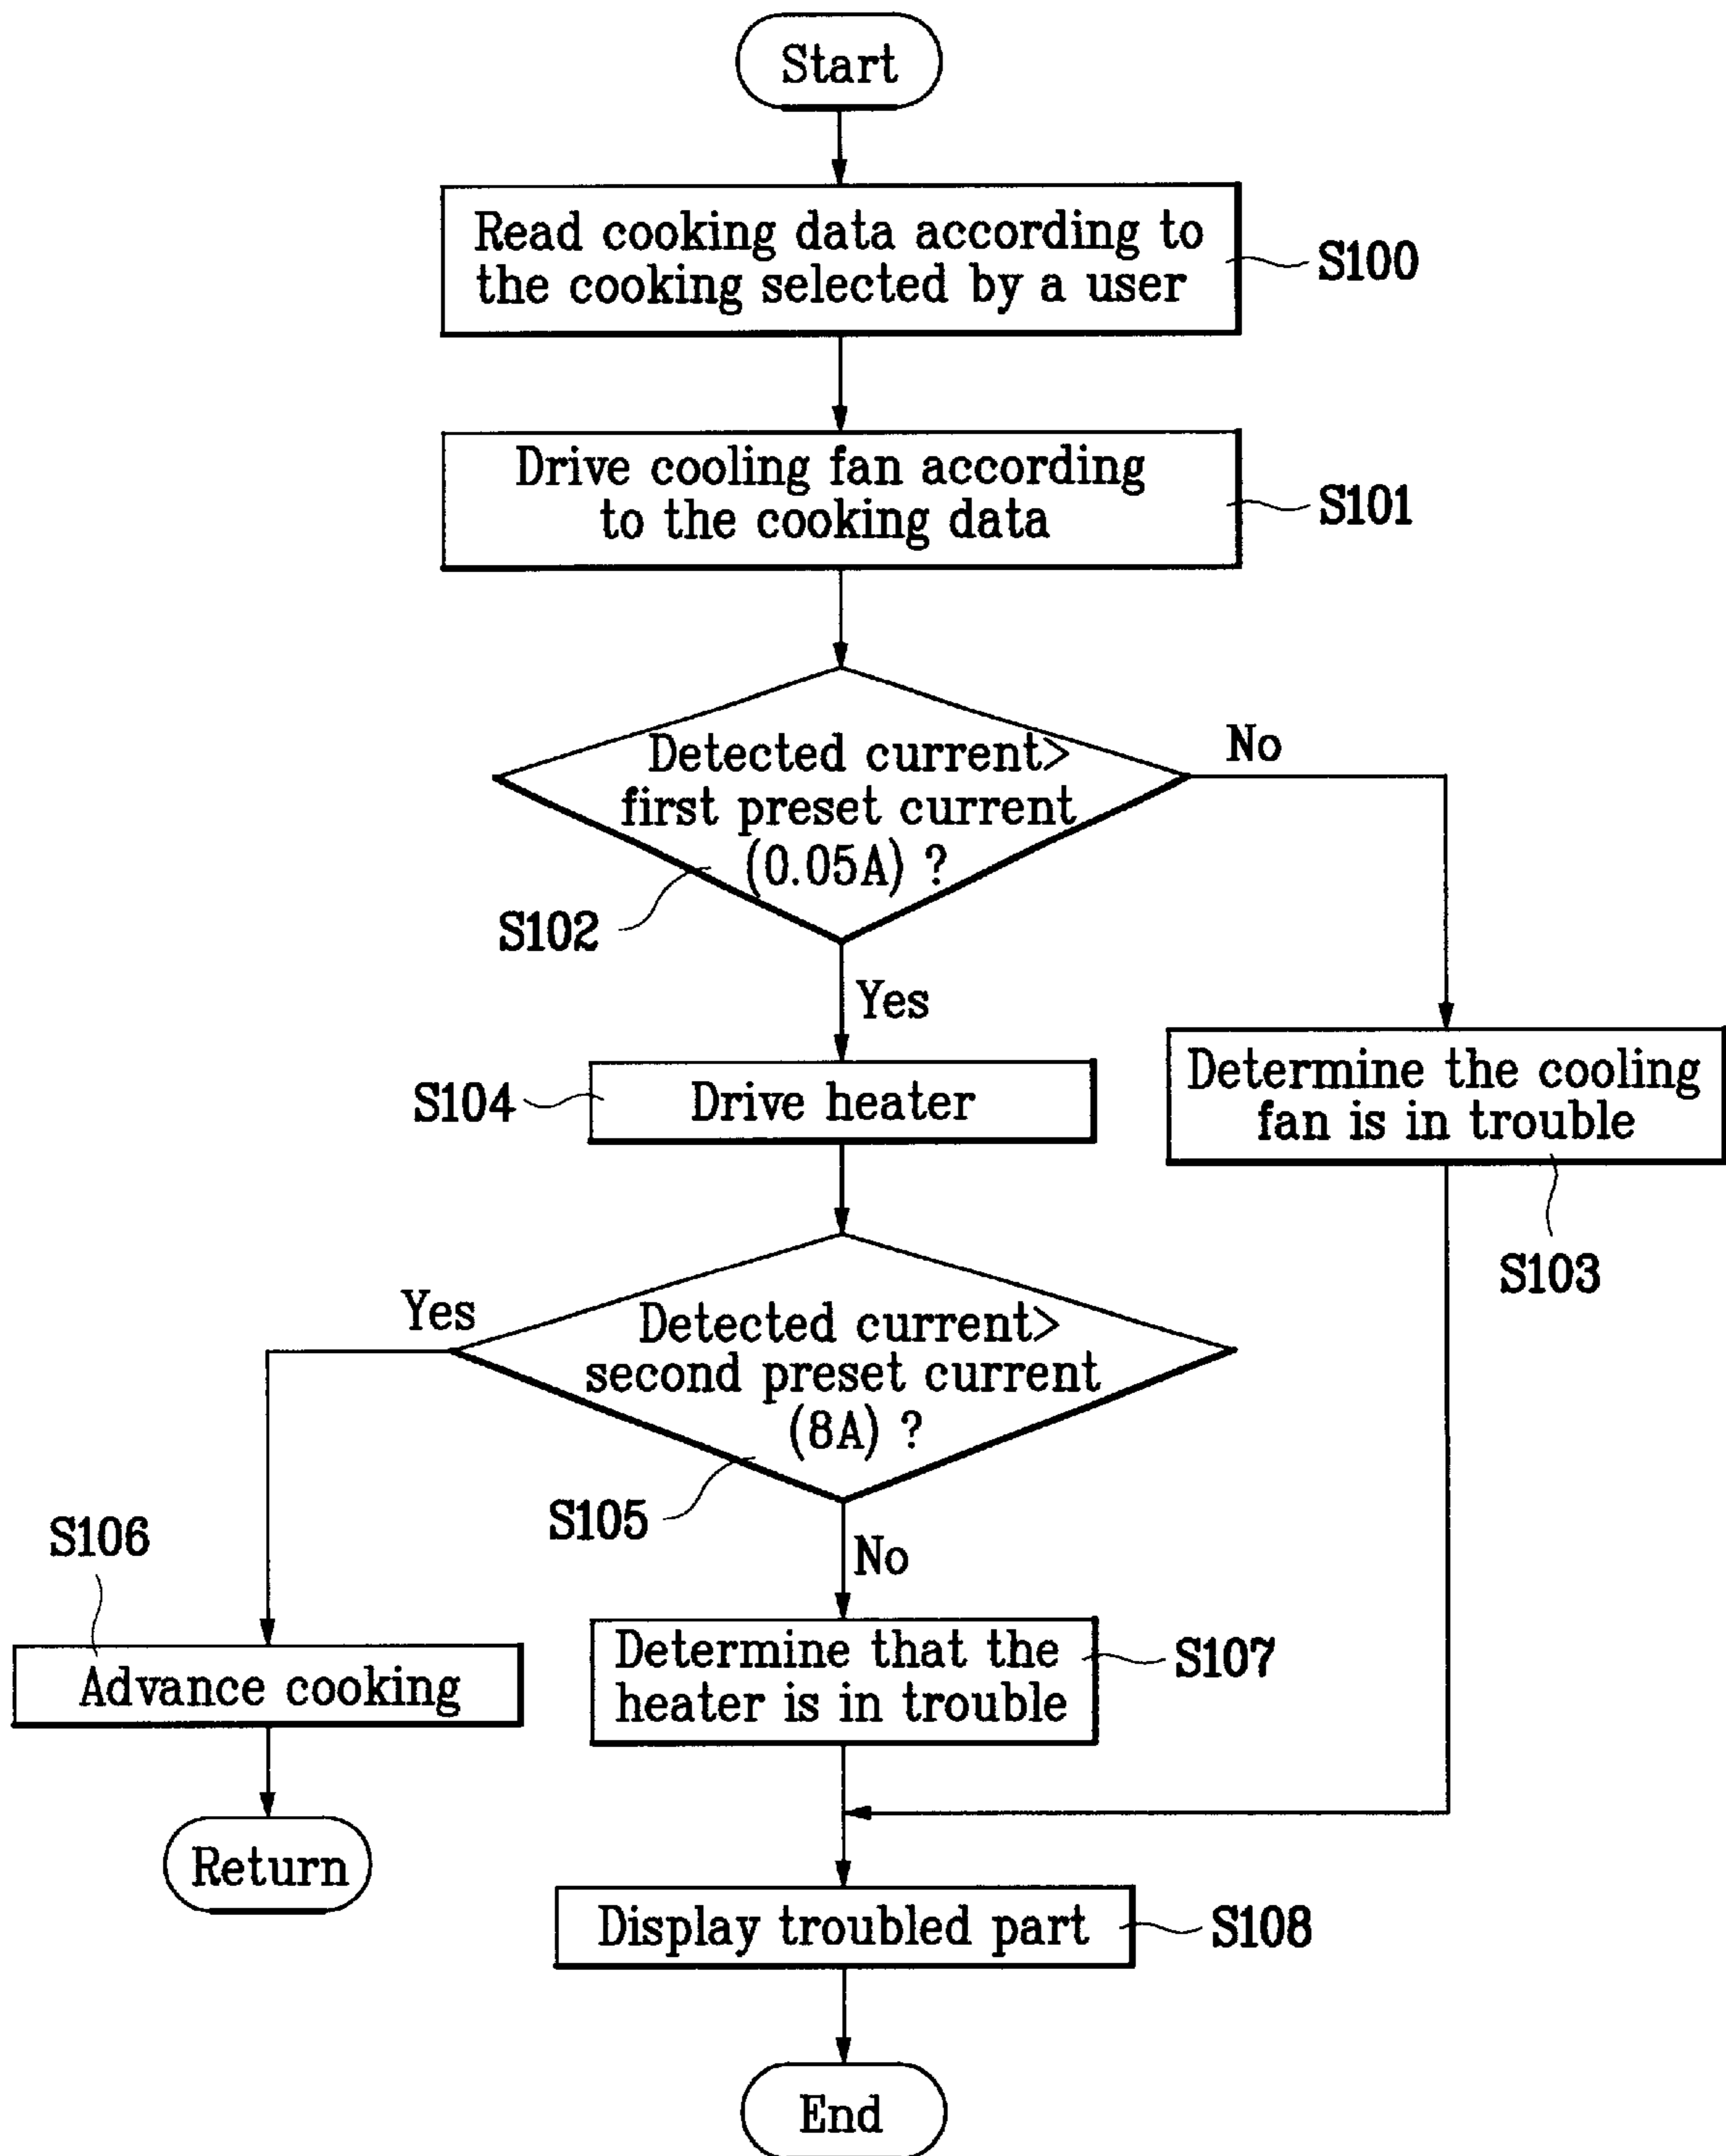 Start
Read cooking data according to
the cooking selected by a user
S100
Drive cooling fan according
to the cooking data
S101
Detected current>
first preset current
(0.05A) ?
S102
No
Yes
Drive heater
S104
Determine the cooling
fan is in trouble
S103
Detected current>
second preset current
(8A) ?
S105
Yes
No
S106
Advance cooking
Return
Determine that the
heater is in trouble
S107
Display troubled part
S108
End